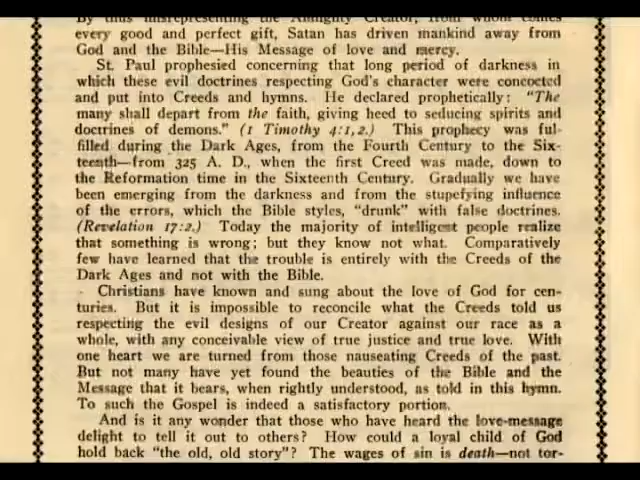 By thus misrepresenting the Almighty Creator, from whom comes
every good and perfect gift, Satan has driven mankind away from
God and the Bible—His Message of love and mercy.
St. Paul prophesied concerning that long period of darkness in
which these evil doctrines respecting God's character were concocted
and put into Creeds and hymns. He declared prophetically: "The
many shall depart from the faith, giving heed to seducing spirits and
doctrines of demons." (1 Timothy 4:1,2.) This prophecy was ful-
filled during the Dark Ages, from the Fourth Century to the Six-
teenth—from 325 A. D., when the first Creed was made, down to
the Reformation time in the Sixteenth Century. Gradually we have
been emerging from the darkness and from the stupefying influence
of the errors, which the Bible styles, "drunk" with false doctrines.
(Revelation 17:2.) Today the majority of intelligent people realize
that something is wrong; but they know not what. Comparatively
few have learned that the trouble is entirely with the Creeds of the
Dark Ages and not with the Bible.
Christians have known and sung about the love of God for cen-
turies. But it is impossible to reconcile what the Creeds told us
respecting the evil designs of our Creator against our race as a
whole, with any conceivable view of true justice and true love. With
one heart we are turned from those nauseating Creeds of the past.
But not many have yet found the beauties of the Bible and the
Message that it bears, when rightly understood, as told in this hymn.
To such the Gospel is indeed a satisfactory portion.
And is it any wonder that those who have heard the love-message
delight to tell it out to others? How could a loyal child of God
hold back "the old, old story"? The wages of sin is death—not tor-